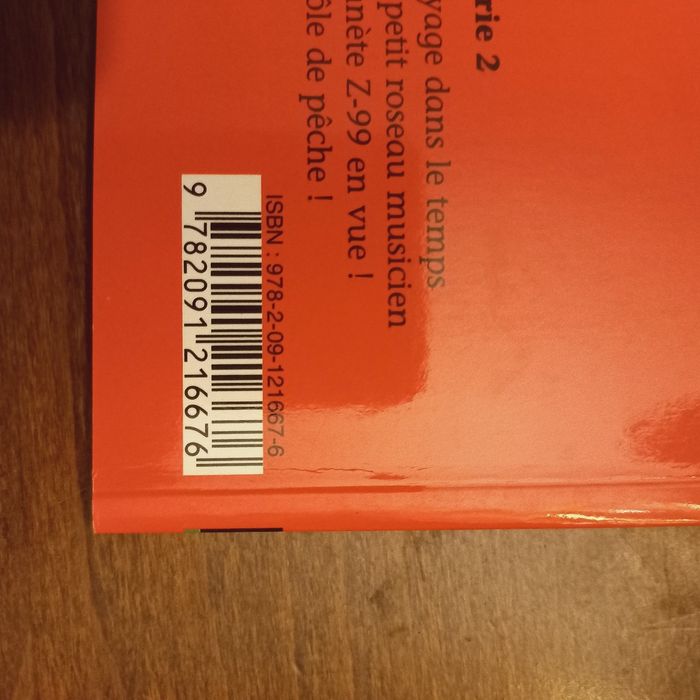 rie 2
yage dans le temps
petit roseau musicien
anète Z-99 en vue !
ôle de pêche !
ISBN : 978-2-09-121667-6
9 782091 216676